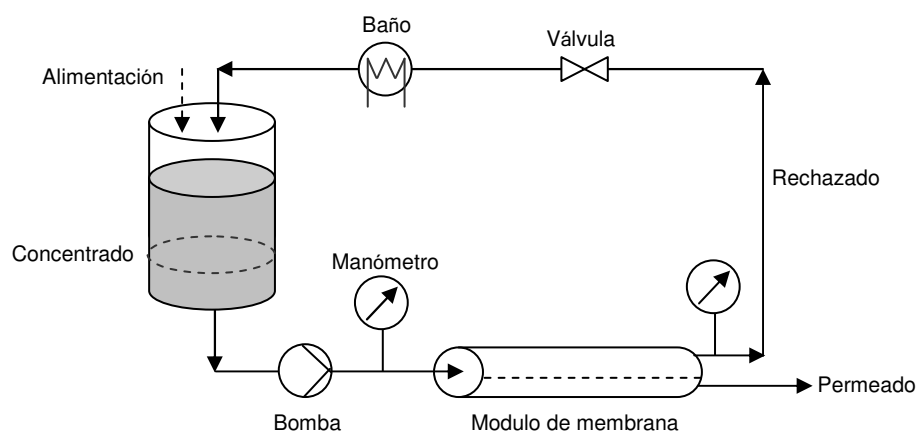 Baño
Válvula
Alimentación
Rechazado
Concentrado
Manómetro
Permeado
Bomba
Modulo de membrana